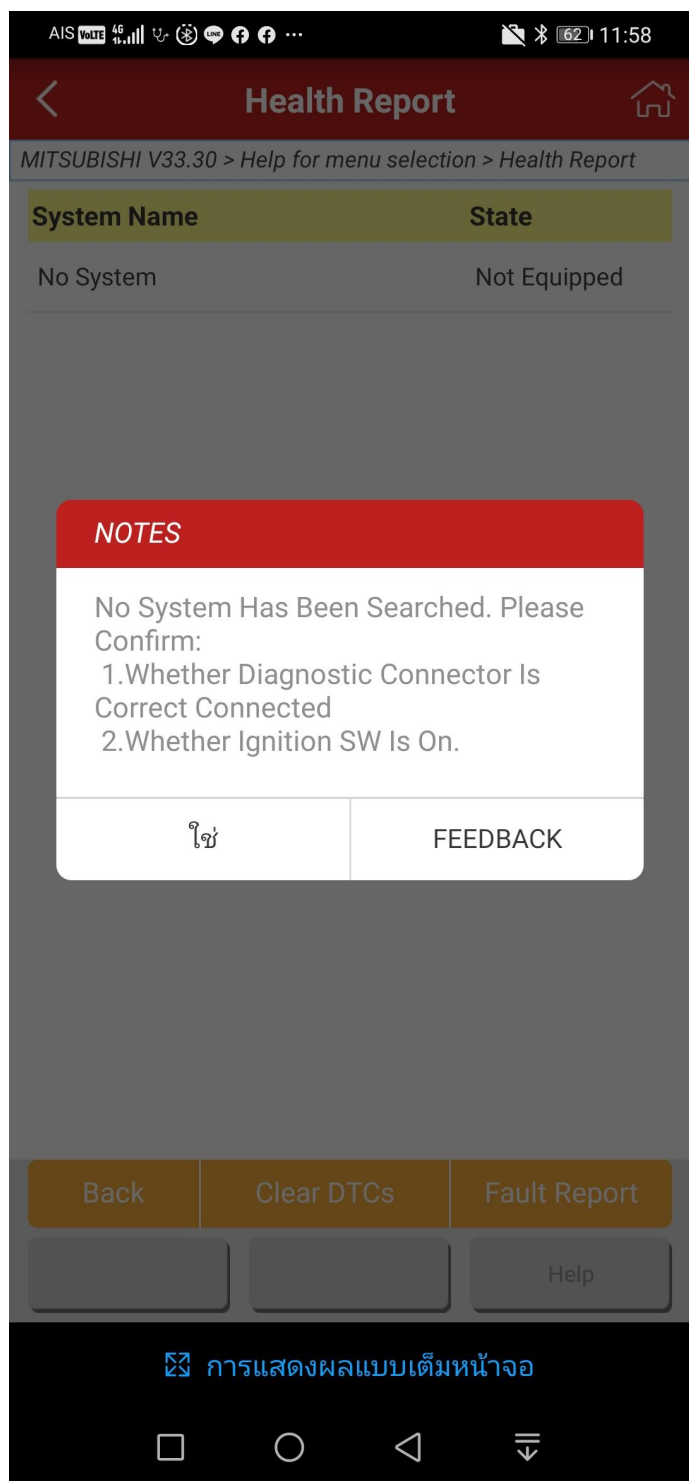 AIS VoLTE 4G LINE ... 62 11:58
Health Report
MITSUBISHI V33.30 > Help for menu selection > Health Report
System Name State
No System Not Equipped
NOTES
No System Has Been Searched. Please
Confirm:
1.Whether Diagnostic Connector Is
Correct Connected
2.Whether Ignition SW Is On.
ใช่ FEEDBACK
Back Clear DTCs Fault Report
Help
การแสดงผลแบบเต็มหน้าจอ